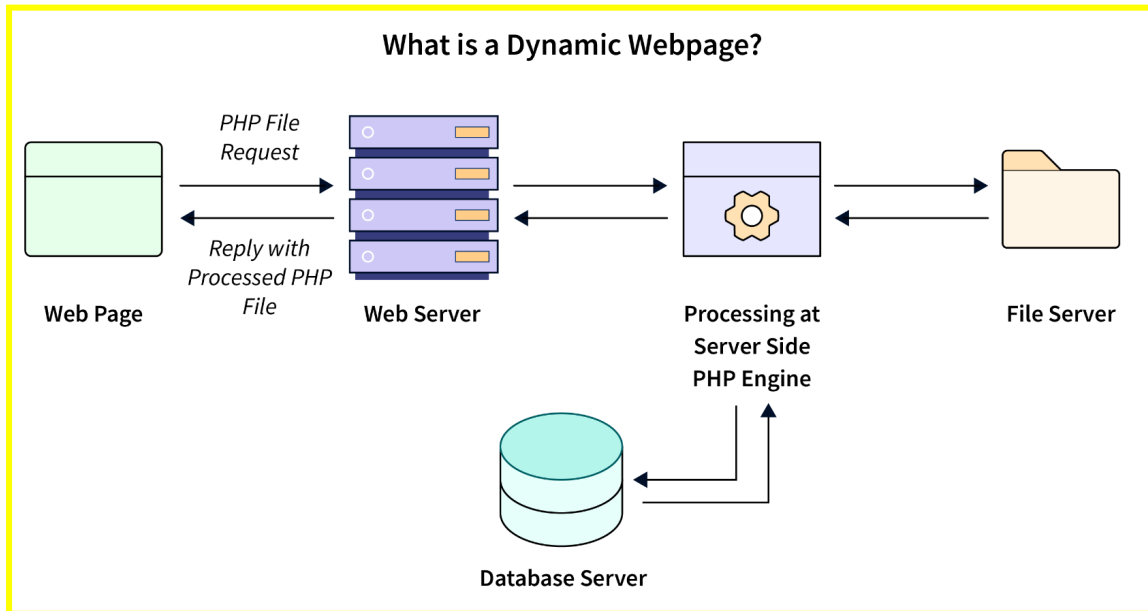 What is a Dynamic Webpage?
PHP File
Request
Reply with
Processed PHP
File
Web Page
Web Server
Processing at
Server Side
PHP Engine
File Server
Database Server